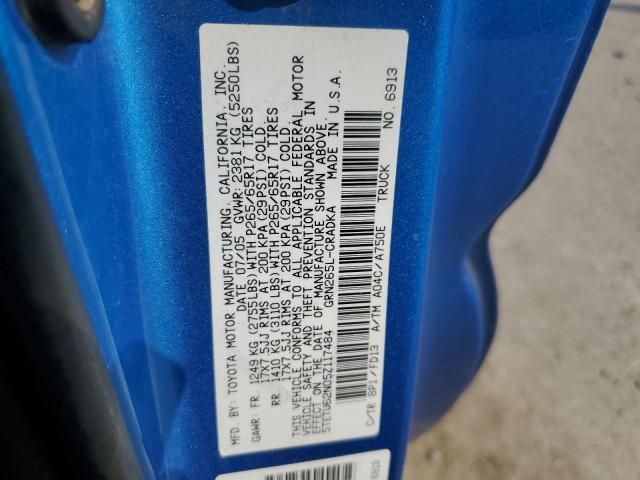 MFD. BY: TOYOTA MOTOR MANUFACTURING, CALIFORNIA, INC.
DATE 07/05 GVWR: 2381 KG (5250LBS)
GAWR: FR. 1249 KG (2755LBS)WITH P265/65R17 TIRES
17X7.5JJ RIMS AT 200 KPA(29PSI) COLD.
RR. 1410 KG (3110 LBS)WITH P265/65R17 TIRES
17X7.5JJ RIMS AT 200 KPA(29PSI) COLD.
THIS VEHICLE CONFORMS TO ALL APPLICABLE FEDERAL MOTOR
VEHICLE SAFETY AND THEFT PREVENTION STANDARDS IN
EFFECT ON THE DATE OF MANUFACTURE SHOWN ABOVE.
5TETU62N05Z117484 GRN265L-CRADKA MADE IN U.S.A.
C/TR 8P1/FD13 A/TM A04C/A750E TRUCK NO. 6913
6913